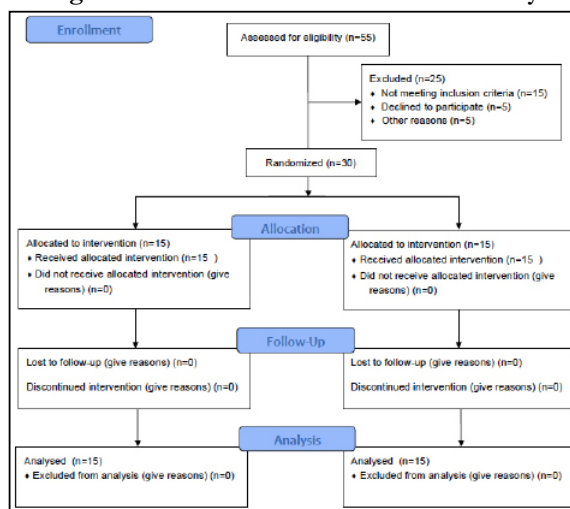 Enrollment
Assessed for eligibility (n=55)
Excluded (n=25)
♦ Not meeting inclusion criteria (n=15)
♦ Declined to participate (n=5)
♦ Other reasons (n=5)
Randomized (n=30)
Allocation
Allocated to intervention (n=15)
♦ Received allocated intervention (n=15 )
♦ Did not receive allocated intervention (give
reasons) (n=0)
Allocated to intervention (n=15)
♦ Received allocated intervention (n=15 )
♦ Did not receive allocated intervention (give
reasons) (n=0)
Follow-Up
Lost to follow-up (give reasons) (n=0)
Discontinued intervention (give reasons) (n=0)
Lost to follow-up (give reasons) (n=0)
Discontinued intervention (give reasons) (n=0)
Analysis
Analysed (n=15)
♦ Excluded from analysis (give reasons) (n=0)
Analysed (n=15)
♦ Excluded from analysis (give reasons) (n=0)